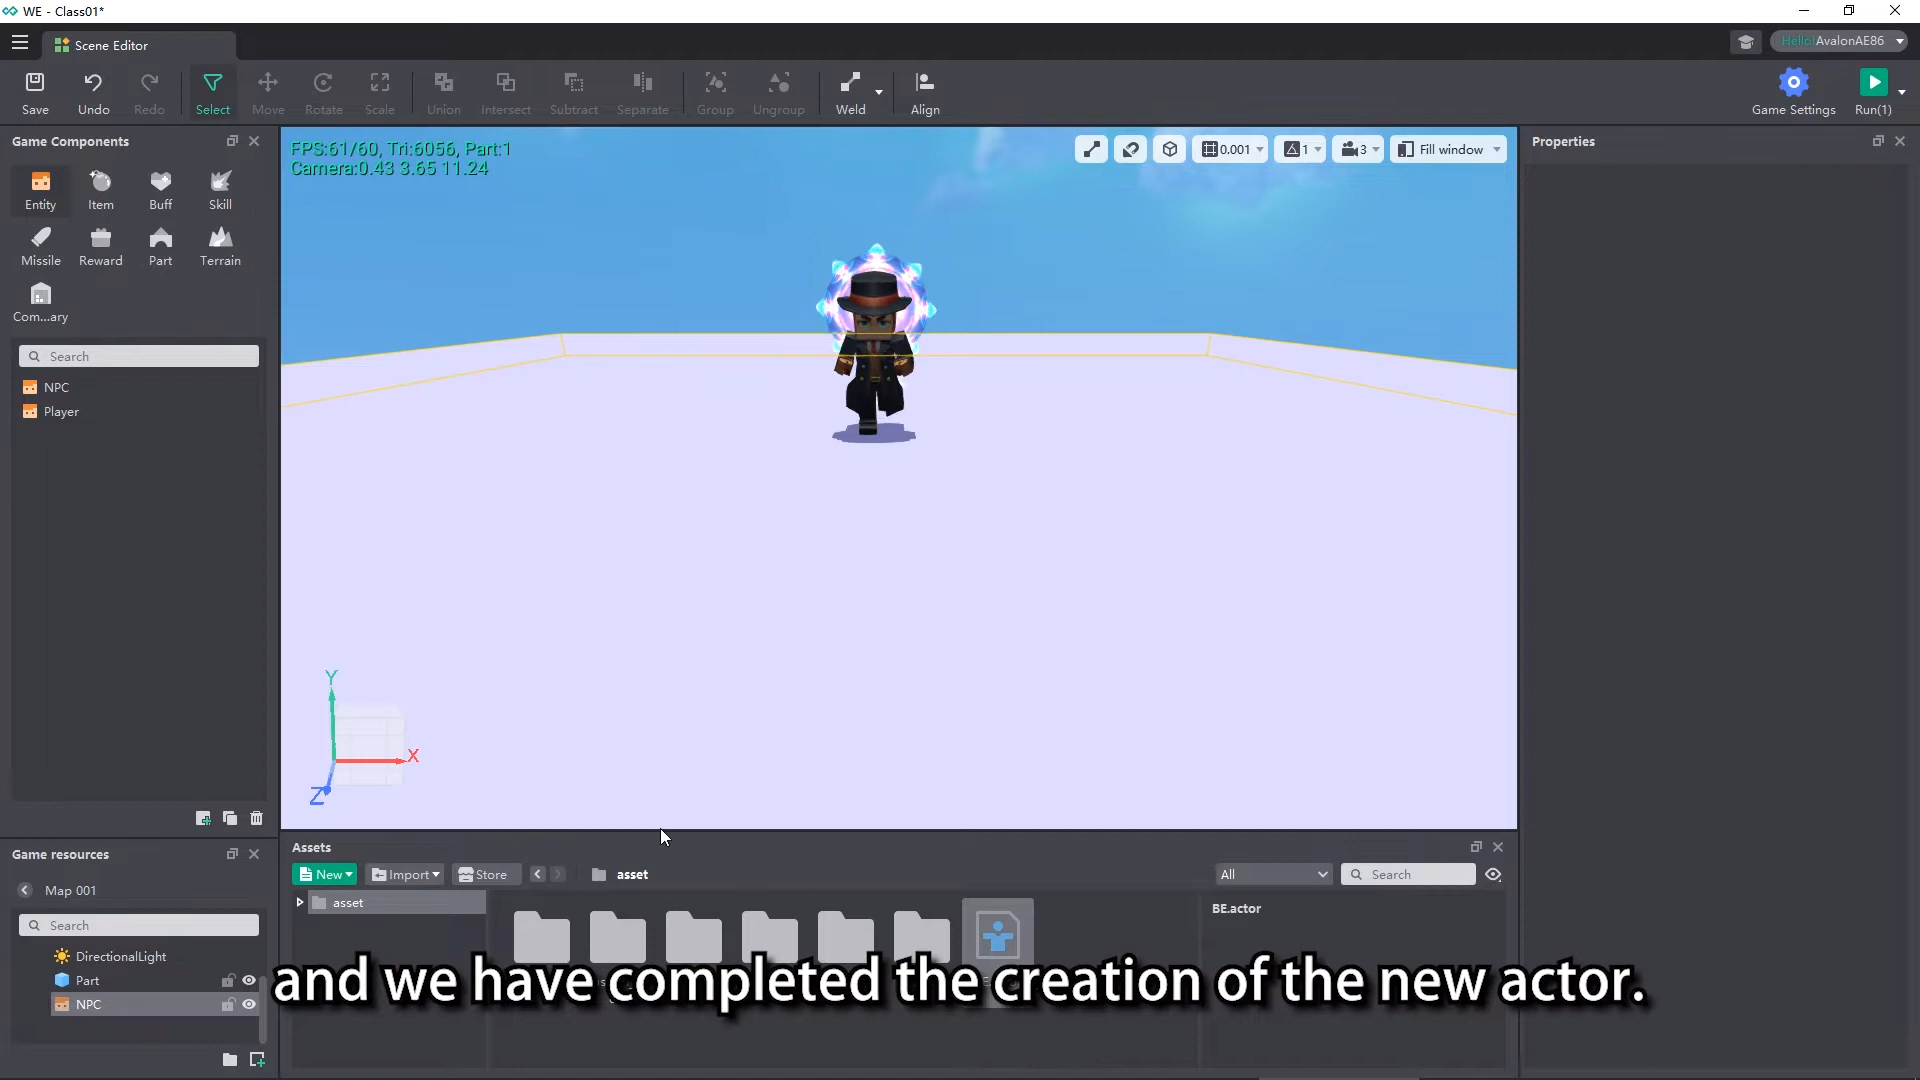 WE - Class01*
Scene Editor
Hello! AvalonAE86
Save
Undo
Redo
Select
Move
Rotate
Scale
Union
Intersect
Subtract
Separate
Group
Ungroup
Weld
Align
Game Settings
Run(1)
Game Components
Entity
Item
Buff
Skill
Missile
Reward
Part
Terrain
Com...ary
Search
NPC
Player
FPS:61/60, Tri:6056, Part:1
Camera:0.43 3.65 11.24
0.001
1
3
Fill window
Y
X
Z
Properties
Game resources
Map 001
Search
DirectionalLight
Part
NPC
Assets
New
Import
Store
asset
All
Search
asset
BE.actor
and we have completed the creation of the new actor.